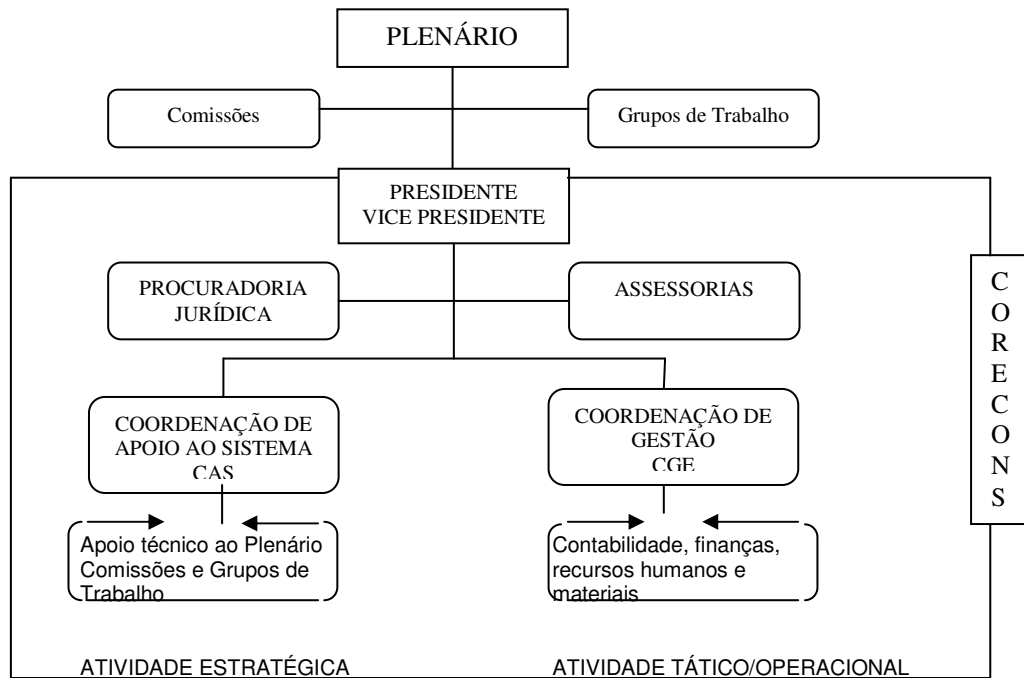 PLENÁRIO
Comissões
Grupos de Trabalho
PRESIDENTE
VICE PRESIDENTE
PROCURADORIA
JURÍDICA
ASSESSORIAS
C
O
R
E
C
O
N
S
COORDENAÇÃO DE
APOIO AO SISTEMA
CAS
COORDENAÇÃO DE
GESTÃO
CGE
Apoio técnico ao Plenário
Comissões e Grupos de
Trabalho
Contabilidade, finanças,
recursos humanos e
materiais
ATIVIDADE ESTRATÉGICA
ATIVIDADE TÁTICO/OPERACIONAL